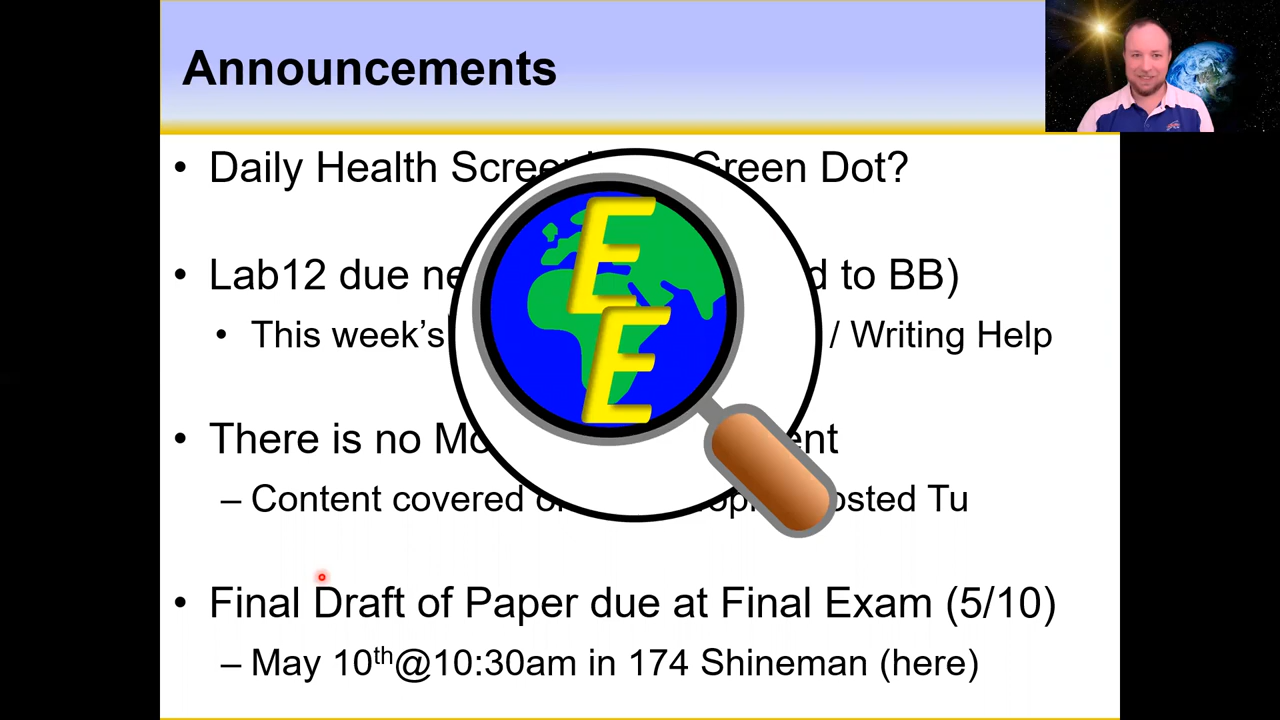 Announcements
• Daily Health Scree Green Dot?
E
• Lab12 due ne d to BB)
E
• This week's / Writing Help
• There is no Mo ent
– Content covered o opi osted Tu
• Final Draft of Paper due at Final Exam (5/10)
– May 10th@10:30am in 174 Shineman (here)